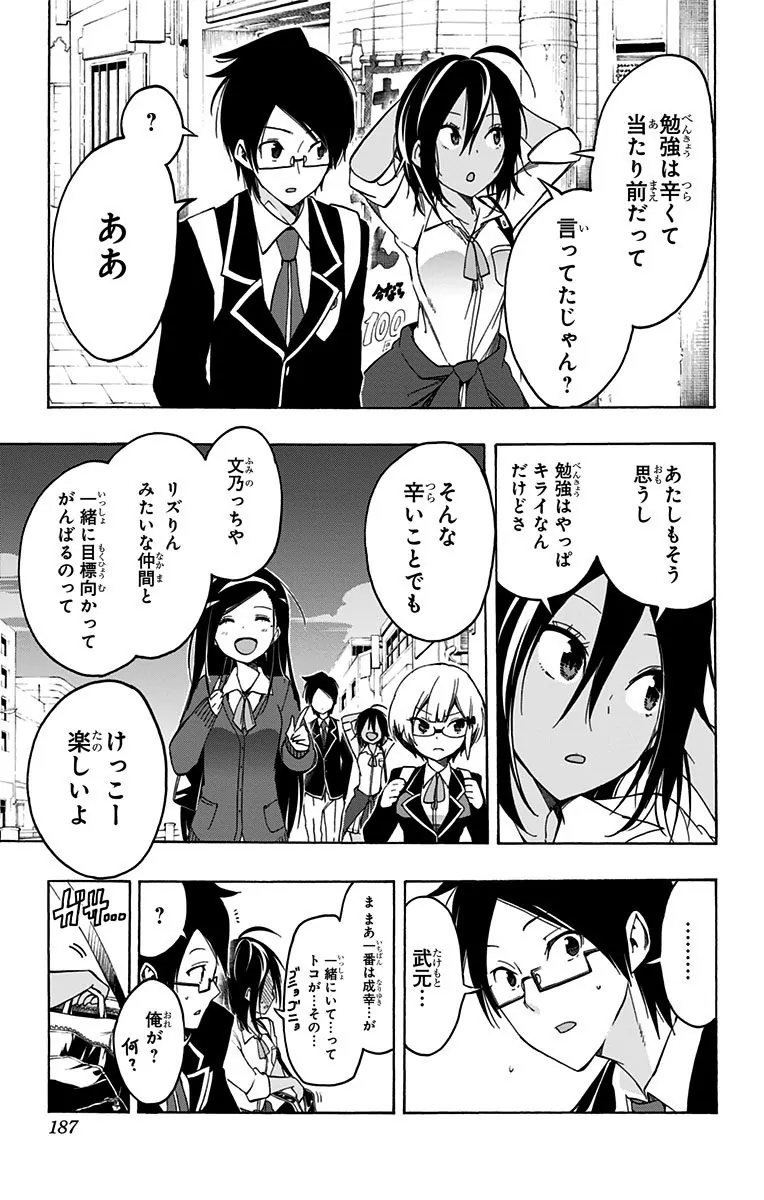 勉強は辛くて
当たり前だって
言ってたじゃん?
?
ああ
今なら
100
あたしもそう
思うし
勉強はやっぱ
キライなん
だけどさ
そんな
辛いことでも
文乃っちゃ
リズりん
みたいな仲間と
一緒に目標向かって
がんばるのって
けっこー
楽しいよ
…………
武元…
ま まあ一番は成幸…が
一緒にいて…って
トコが…その…
ゴニョゴニョ
?
俺が?
何?
ガサ…
187